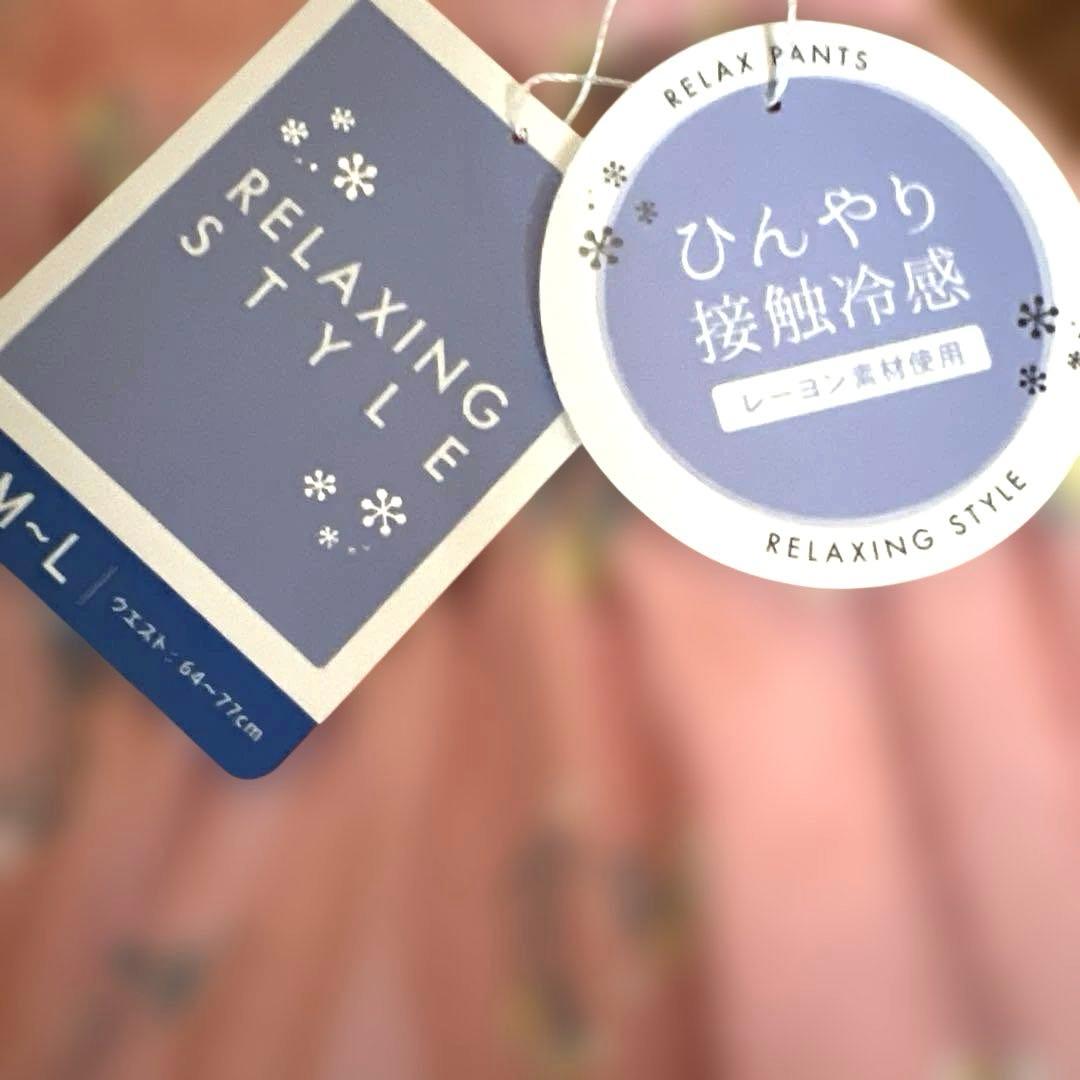 RELAXING
STYLE
M~L | ウエスト: 64~77cm
RELAX PANTS
ひんやり
接触冷感
レーヨン素材使用
RELAXING STYLE